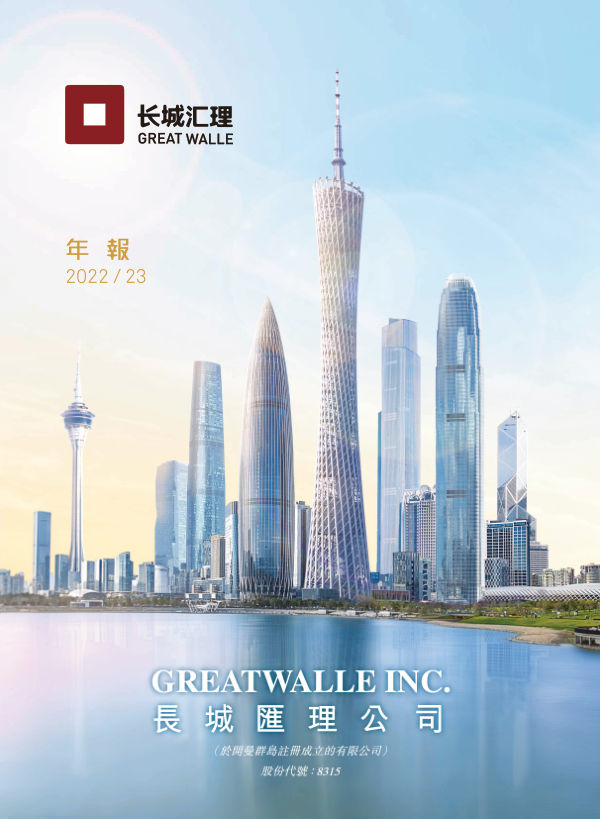 长城汇理
GREAT WALLE
年報
2022 / 23
GREATWALLE INC.
長城匯理公司
（於開曼群島註冊成立的有限公司）
股份代號：8315